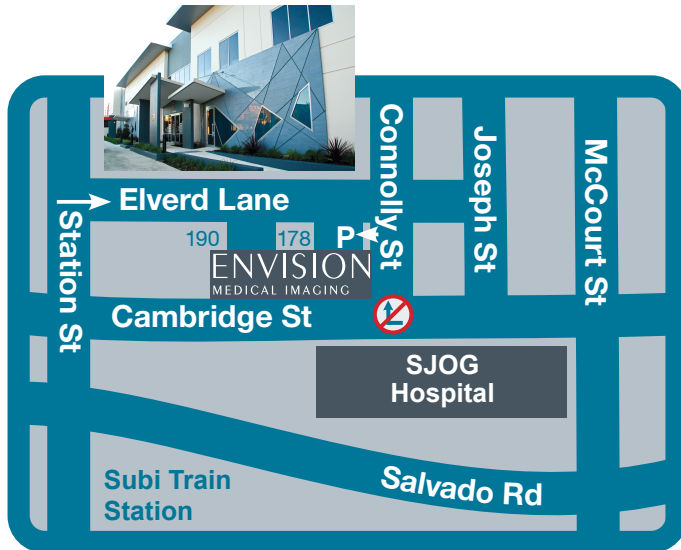 Connolly St
Joseph St
McCourt St
Elverd Lane
Station St
190
178
P
ENVISION
MEDICAL IMAGING
Cambridge St
SJOG
Hospital
Salvado Rd
Subi Train
Station